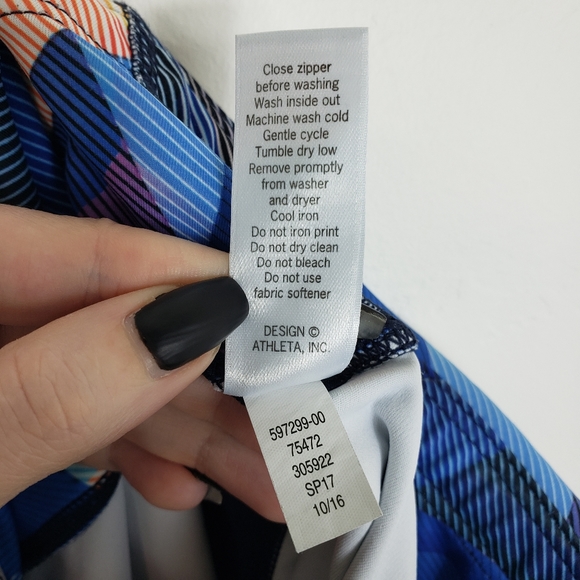 Close zipper
before washing
Wash inside out
Machine wash cold
Gentle cycle
Tumble dry low
Remove promptly
from washer
and dryer
Cool iron
Do not iron print
Do not dry clean
Do not bleach
Do not use
fabric softener
DESIGN ©
ATHLETA, INC.
597299-00
75472
305922
SP17
10/16